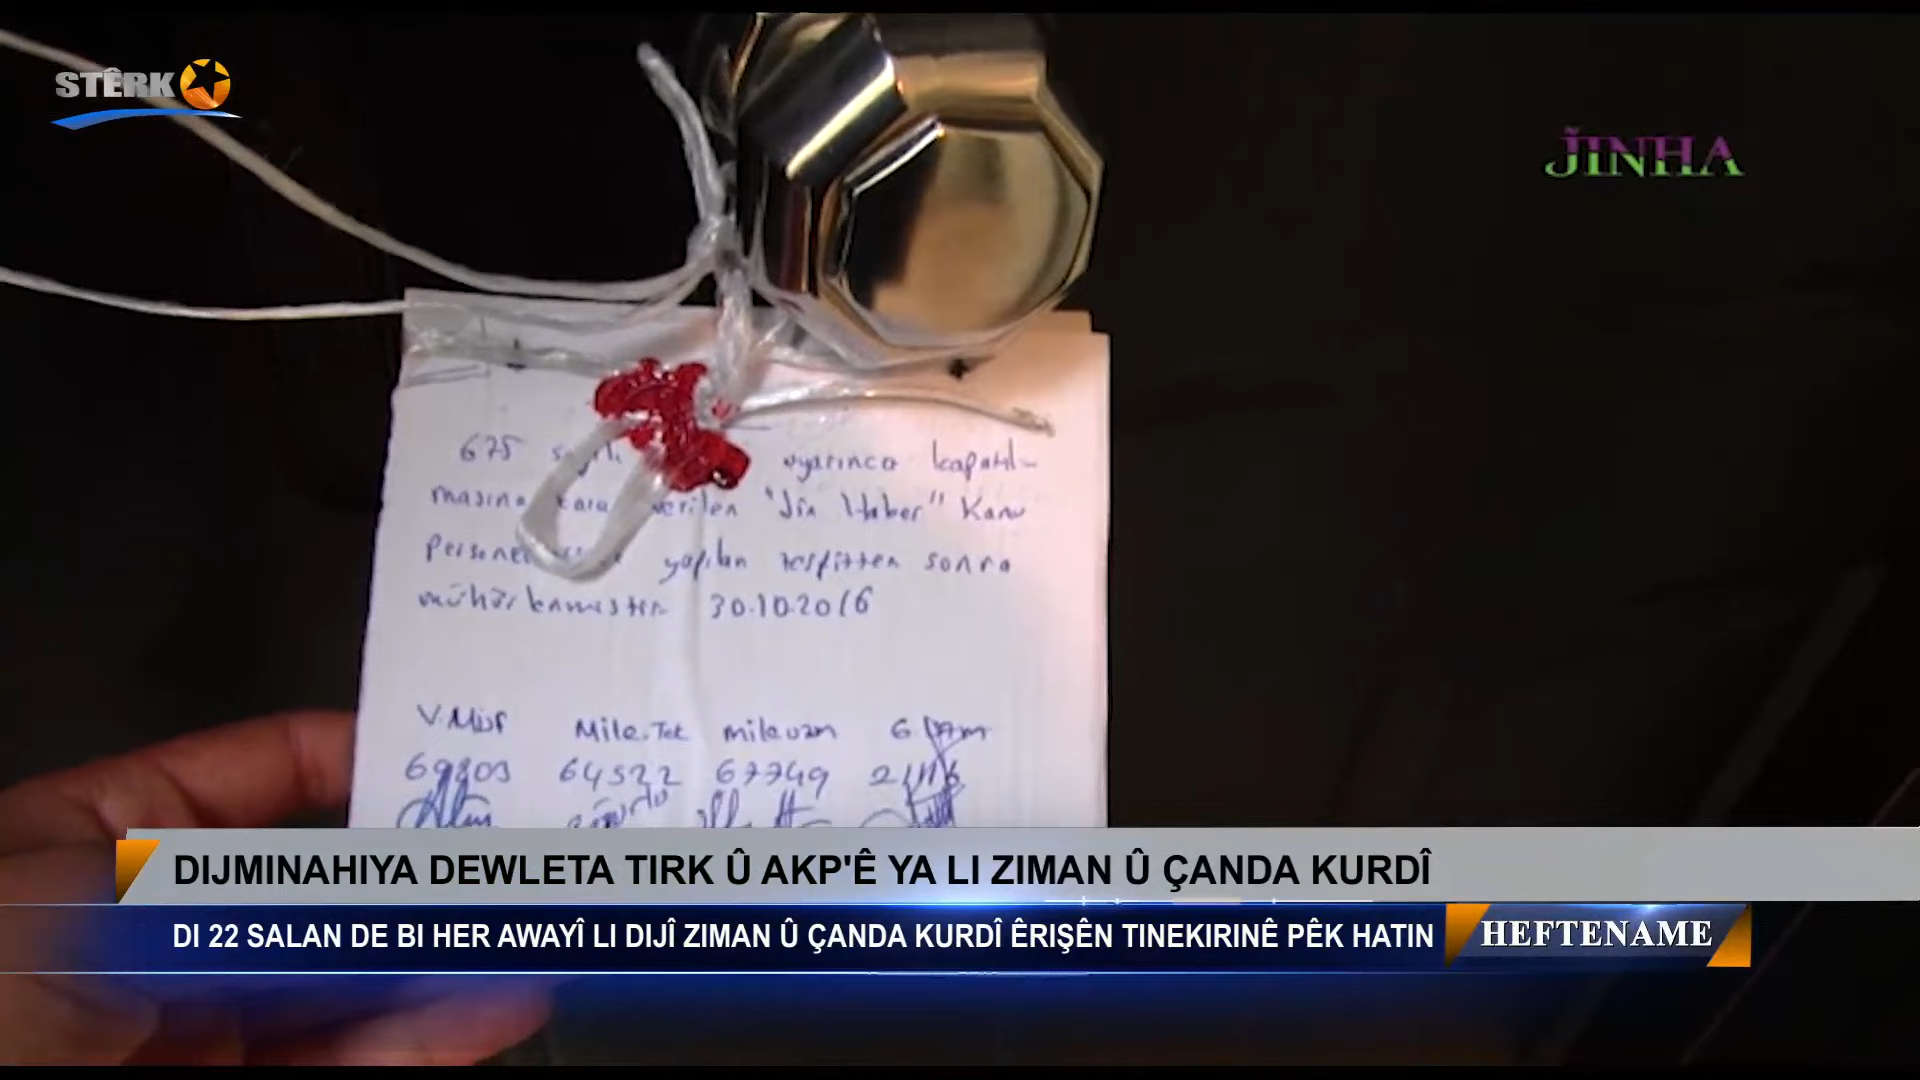 STÊRK
JINHA
675 uyarınca kapatıl-
masına verilen "Jin Haber" Kanu
yapılan tespitten sonra
mühürlenmiştir 30.10.2016
V.Mür Mile.Tek mileuzm
69803 64522 67749
DIJMINAHIYA DEWLETA TIRK Û AKP'Ê YA LI ZIMAN Û ÇANDA KURDÎ
DI 22 SALAN DE BI HER AWAYÎ LI DIJÎ ZIMAN Û ÇANDA KURDÎ ÊRIŞÊN TINEKIRINÊ PÊK HATIN
HEFTENAME